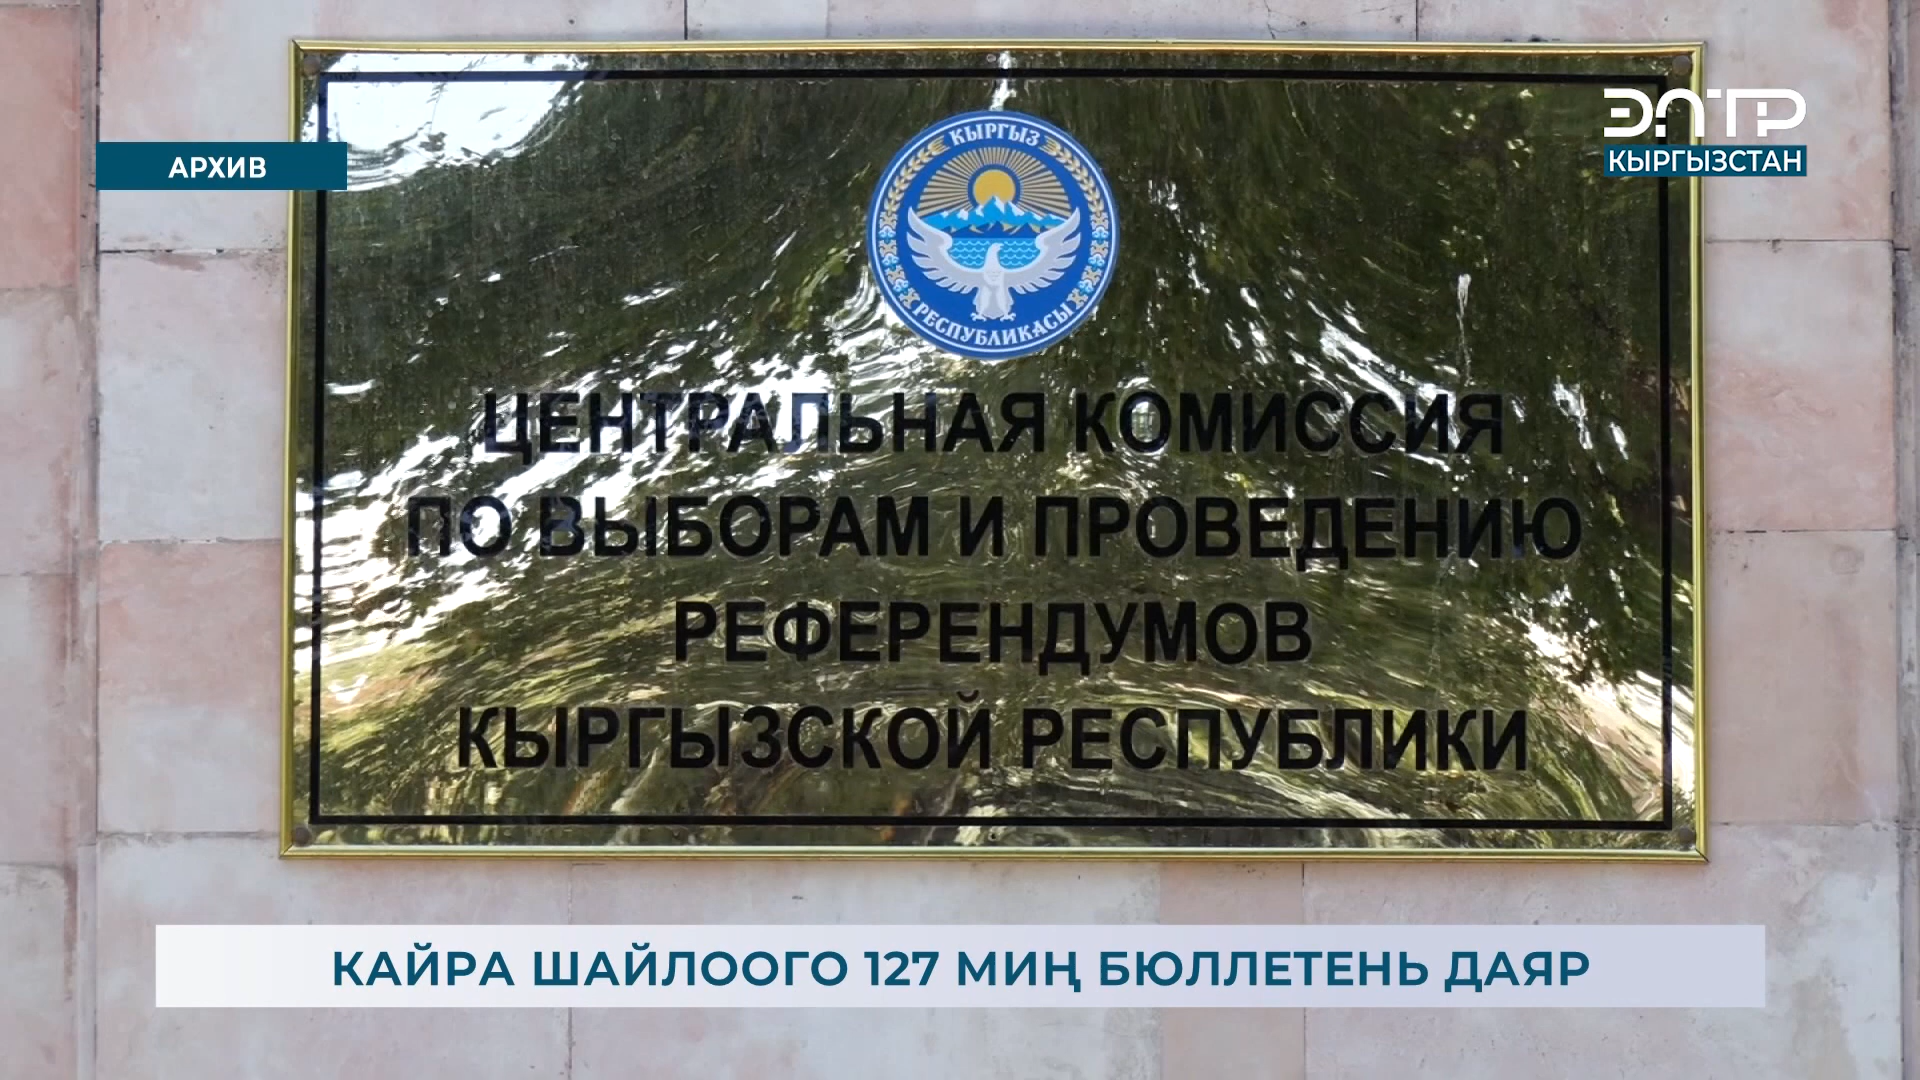 ЭЛТР
КЫРГЫЗСТАН
АРХИВ
КЫРГЫЗ
РЕСПУБЛИКАСЫ
ЦЕНТРАЛЬНАЯ КОМИССИЯ
ПО ВЫБОРАМ И ПРОВЕДЕНИЮ
РЕФЕРЕНДУМОВ
КЫРГЫЗСКОЙ РЕСПУБЛИКИ
КАЙРА ШАЙЛООГО 127 МИҢ БЮЛЛЕТЕНЬ ДАЯР